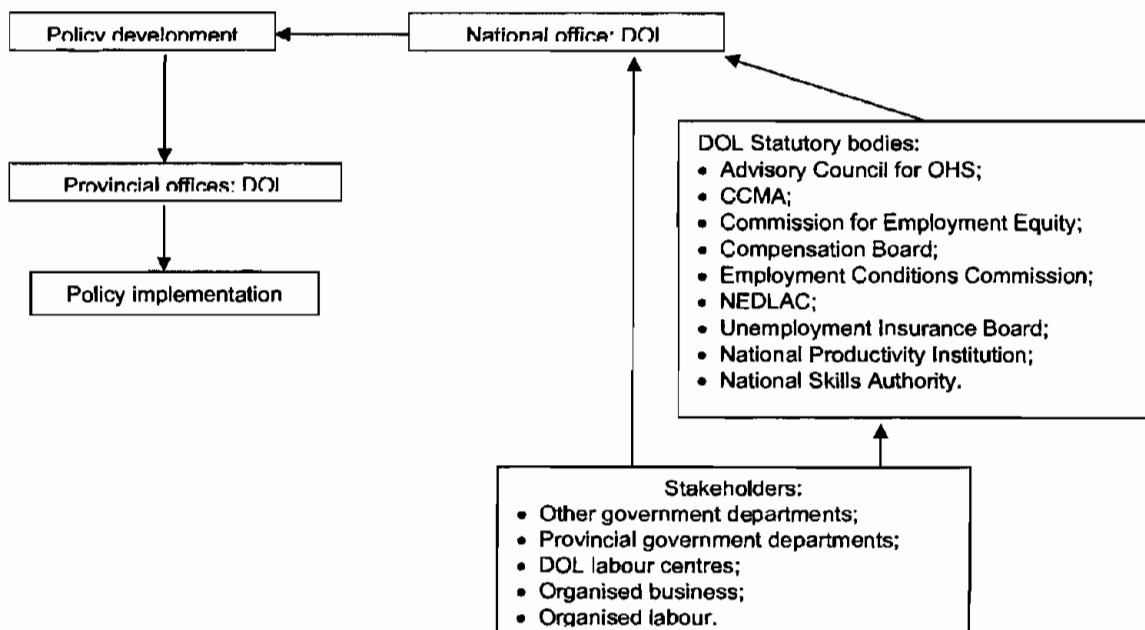 Policy development
National office: DOL
Provincial offices: DOL
Policy implementation
DOL Statutory bodies:
• Advisory Council for OHS;
• CCMA;
• Commission for Employment Equity;
• Compensation Board;
• Employment Conditions Commission;
• NEDLAC;
• Unemployment Insurance Board;
• National Productivity Institution;
• National Skills Authority.
Stakeholders:
• Other government departments;
• Provincial government departments;
• DOL labour centres;
• Organised business;
• Organised labour.